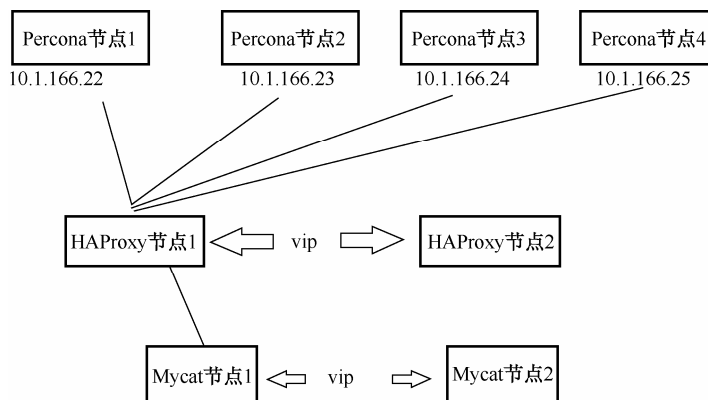 Percona节点1
Percona节点2
Percona节点3
Percona节点4
10.1.166.22
10.1.166.23
10.1.166.24
10.1.166.25
HAProxy节点1
vip
HAProxy节点2
Mycat节点1
vip
Mycat节点2